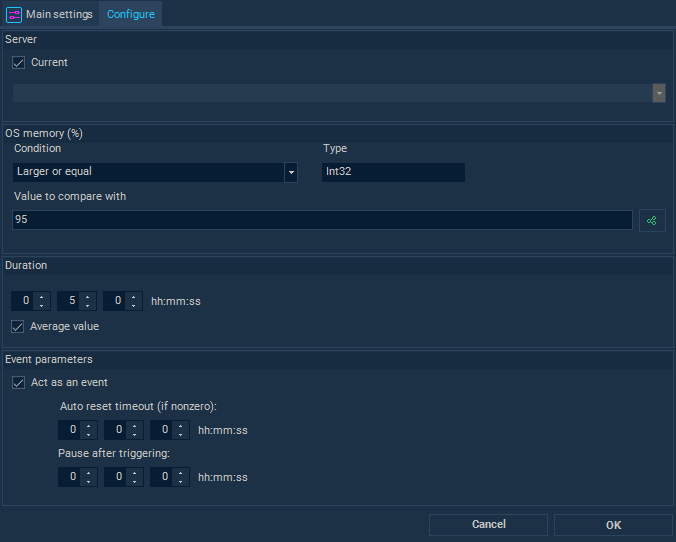 Main settings Configure
Server
Current
OS memory (%)
Condition Type
Larger or equal Int32
Value to compare with
95
Duration
0 5 0 hh:mm:ss
Average value
Event parameters
Act as an event
Auto reset timeout (if nonzero):
0 0 0 hh:mm:ss
Pause after triggering:
0 0 0 hh:mm:ss
Cancel OK